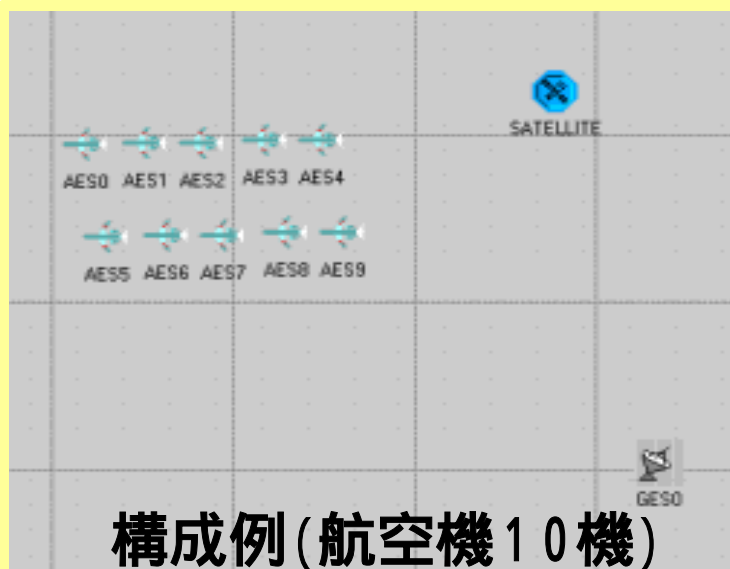 SATELLITE
AES0 AES1 AES2 AES3 AES4
AES5 AES6 AES7 AES8 AES9
GES0
構成例(航空機１０機)